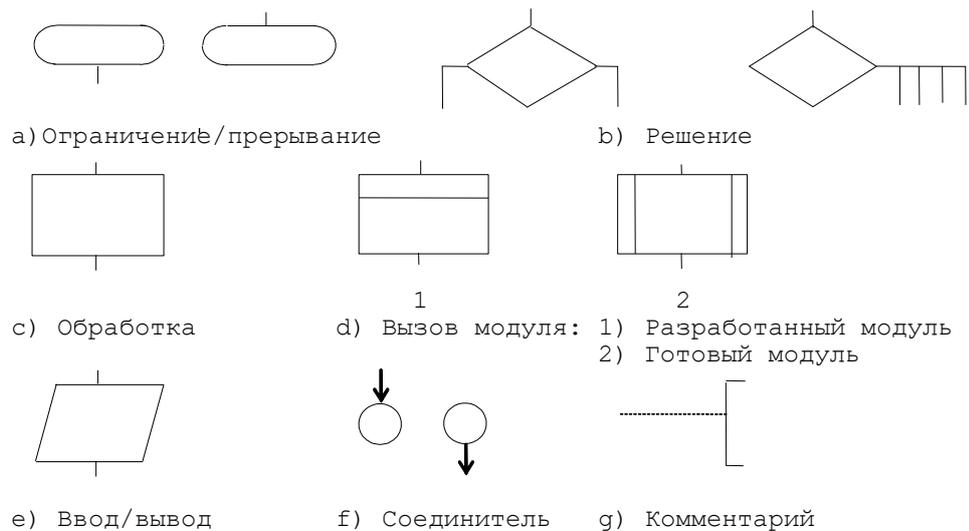 a)Ограничение/прерывание b) Решение
1 2
c) Обработка d) Вызов модуля: 1) Разработанный модуль
2) Готовый модуль
e) Ввод/вывод f) Соединитель g) Комментарий